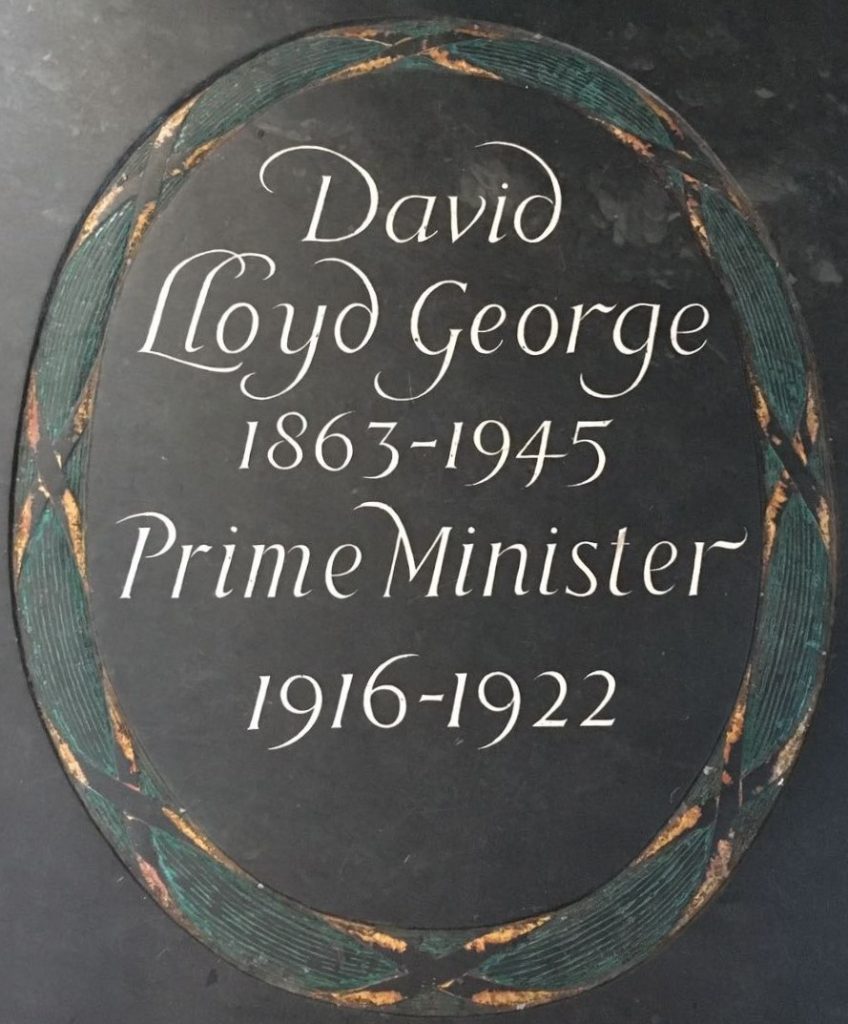 David
Lloyd George
1863-1945
Prime Minister
1916-1922